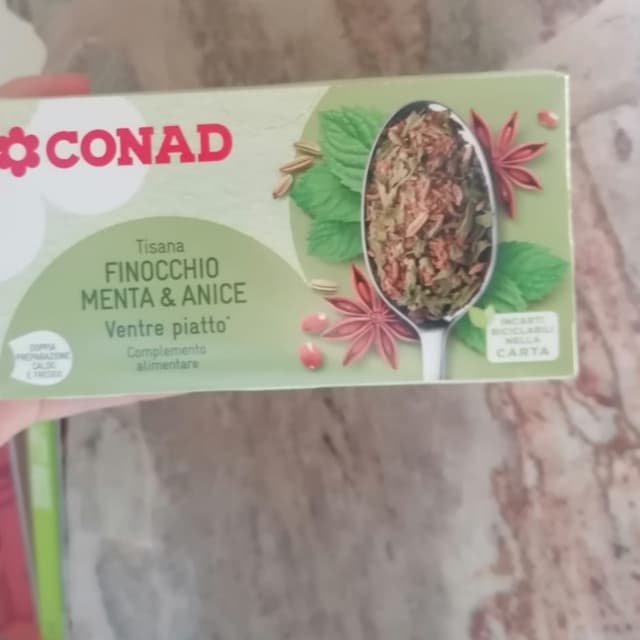 CONAD
Tisana
FINOCCHIO
MENTA & ANICE
Ventre piatto*
Complemento
alimentare
DOPPIA
PREPARAZIONE
CALDO
E FREDDO
INCARTI
RICICLABILI
NELLA
CARTA